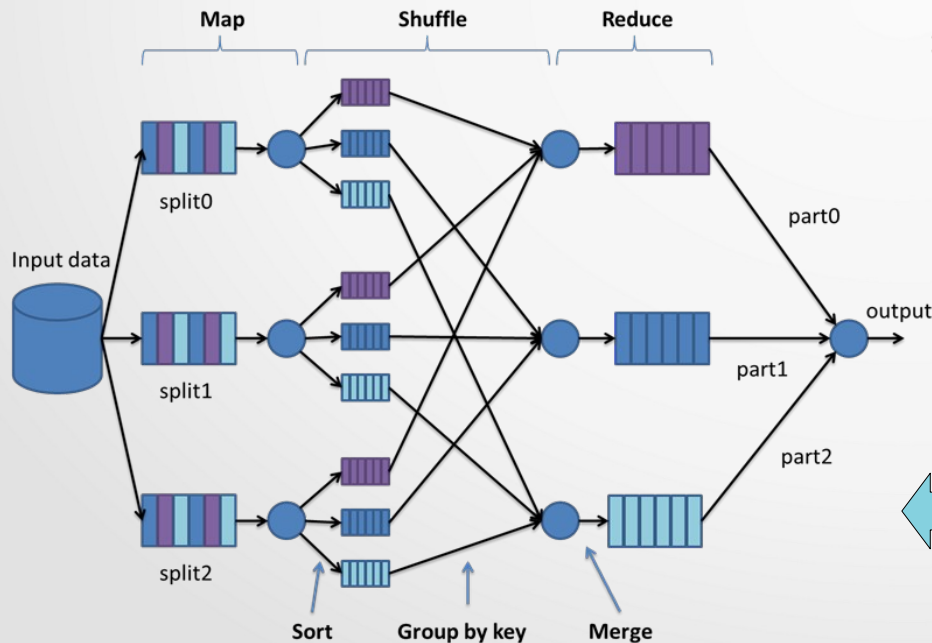 Map
Shuffle
Reduce
split0
part0
Input data
output
split1
part1
part2
split2
Sort
Group by key
Merge